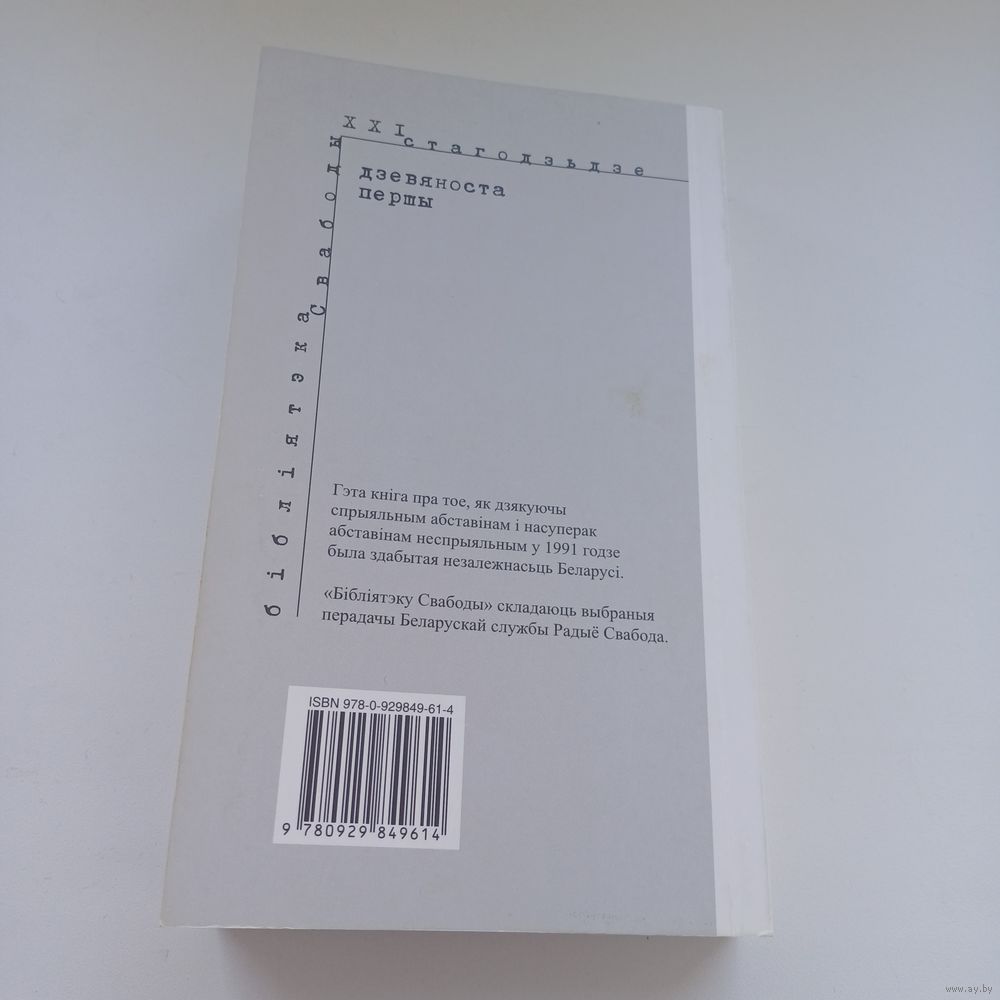 XXI стагодзьдзе
бібліятэка Свабоды
дзевяноста
першы
Гэта кніга пра тое, як дзякуючы
спрыяльным абставінам і насуперак
абставінам неспрыяльным у 1991 годзе
была здабытая незалежнасьць Беларусі.
«Бібліятэку Свабоды» складаюць выбраныя
перадачы Беларускай службы Радыё Свабода.
ISBN 978-0-929849-61-4
9 780929 849614
www.ay.by